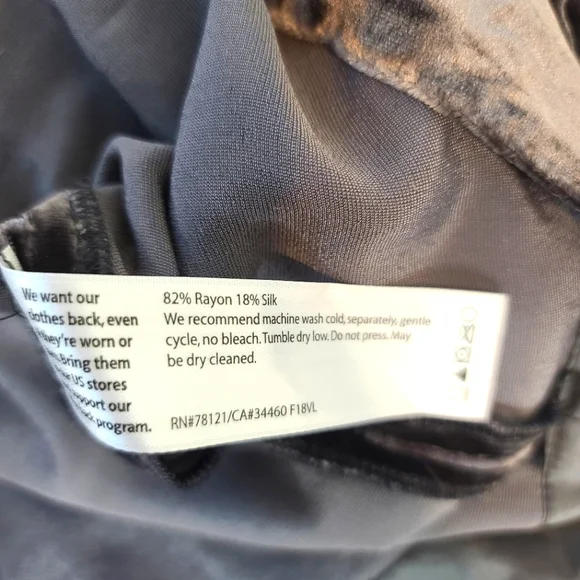 We want our
clothes back, even
they're worn or
Bring them
US stores
support our
program.
82% Rayon 18% Silk
We recommend machine wash cold, separately, gentle
cycle, no bleach. Tumble dry low. Do not press. May
be dry cleaned.
RN#78121/CA#34460 F18VL